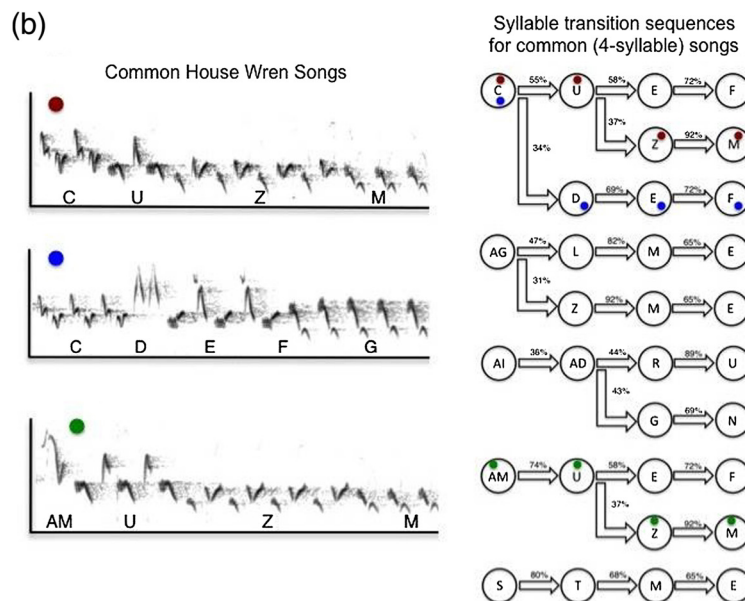 (b)
Common House Wren Songs
C U Z M
C D E F G
AM U Z M
Syllable transition sequences
for common (4-syllable) songs
C 55% U 58% E 72% F
37% Z 92% M
34% D 69% E 72% F
AG 47% L 82% M 65% E
31% Z 92% M 65% E
AI 36% AD 44% R 89% U
43% G 69% N
AM 74% U 58% E 72% F
37% Z 92% M
S 80% T 68% M 65% E